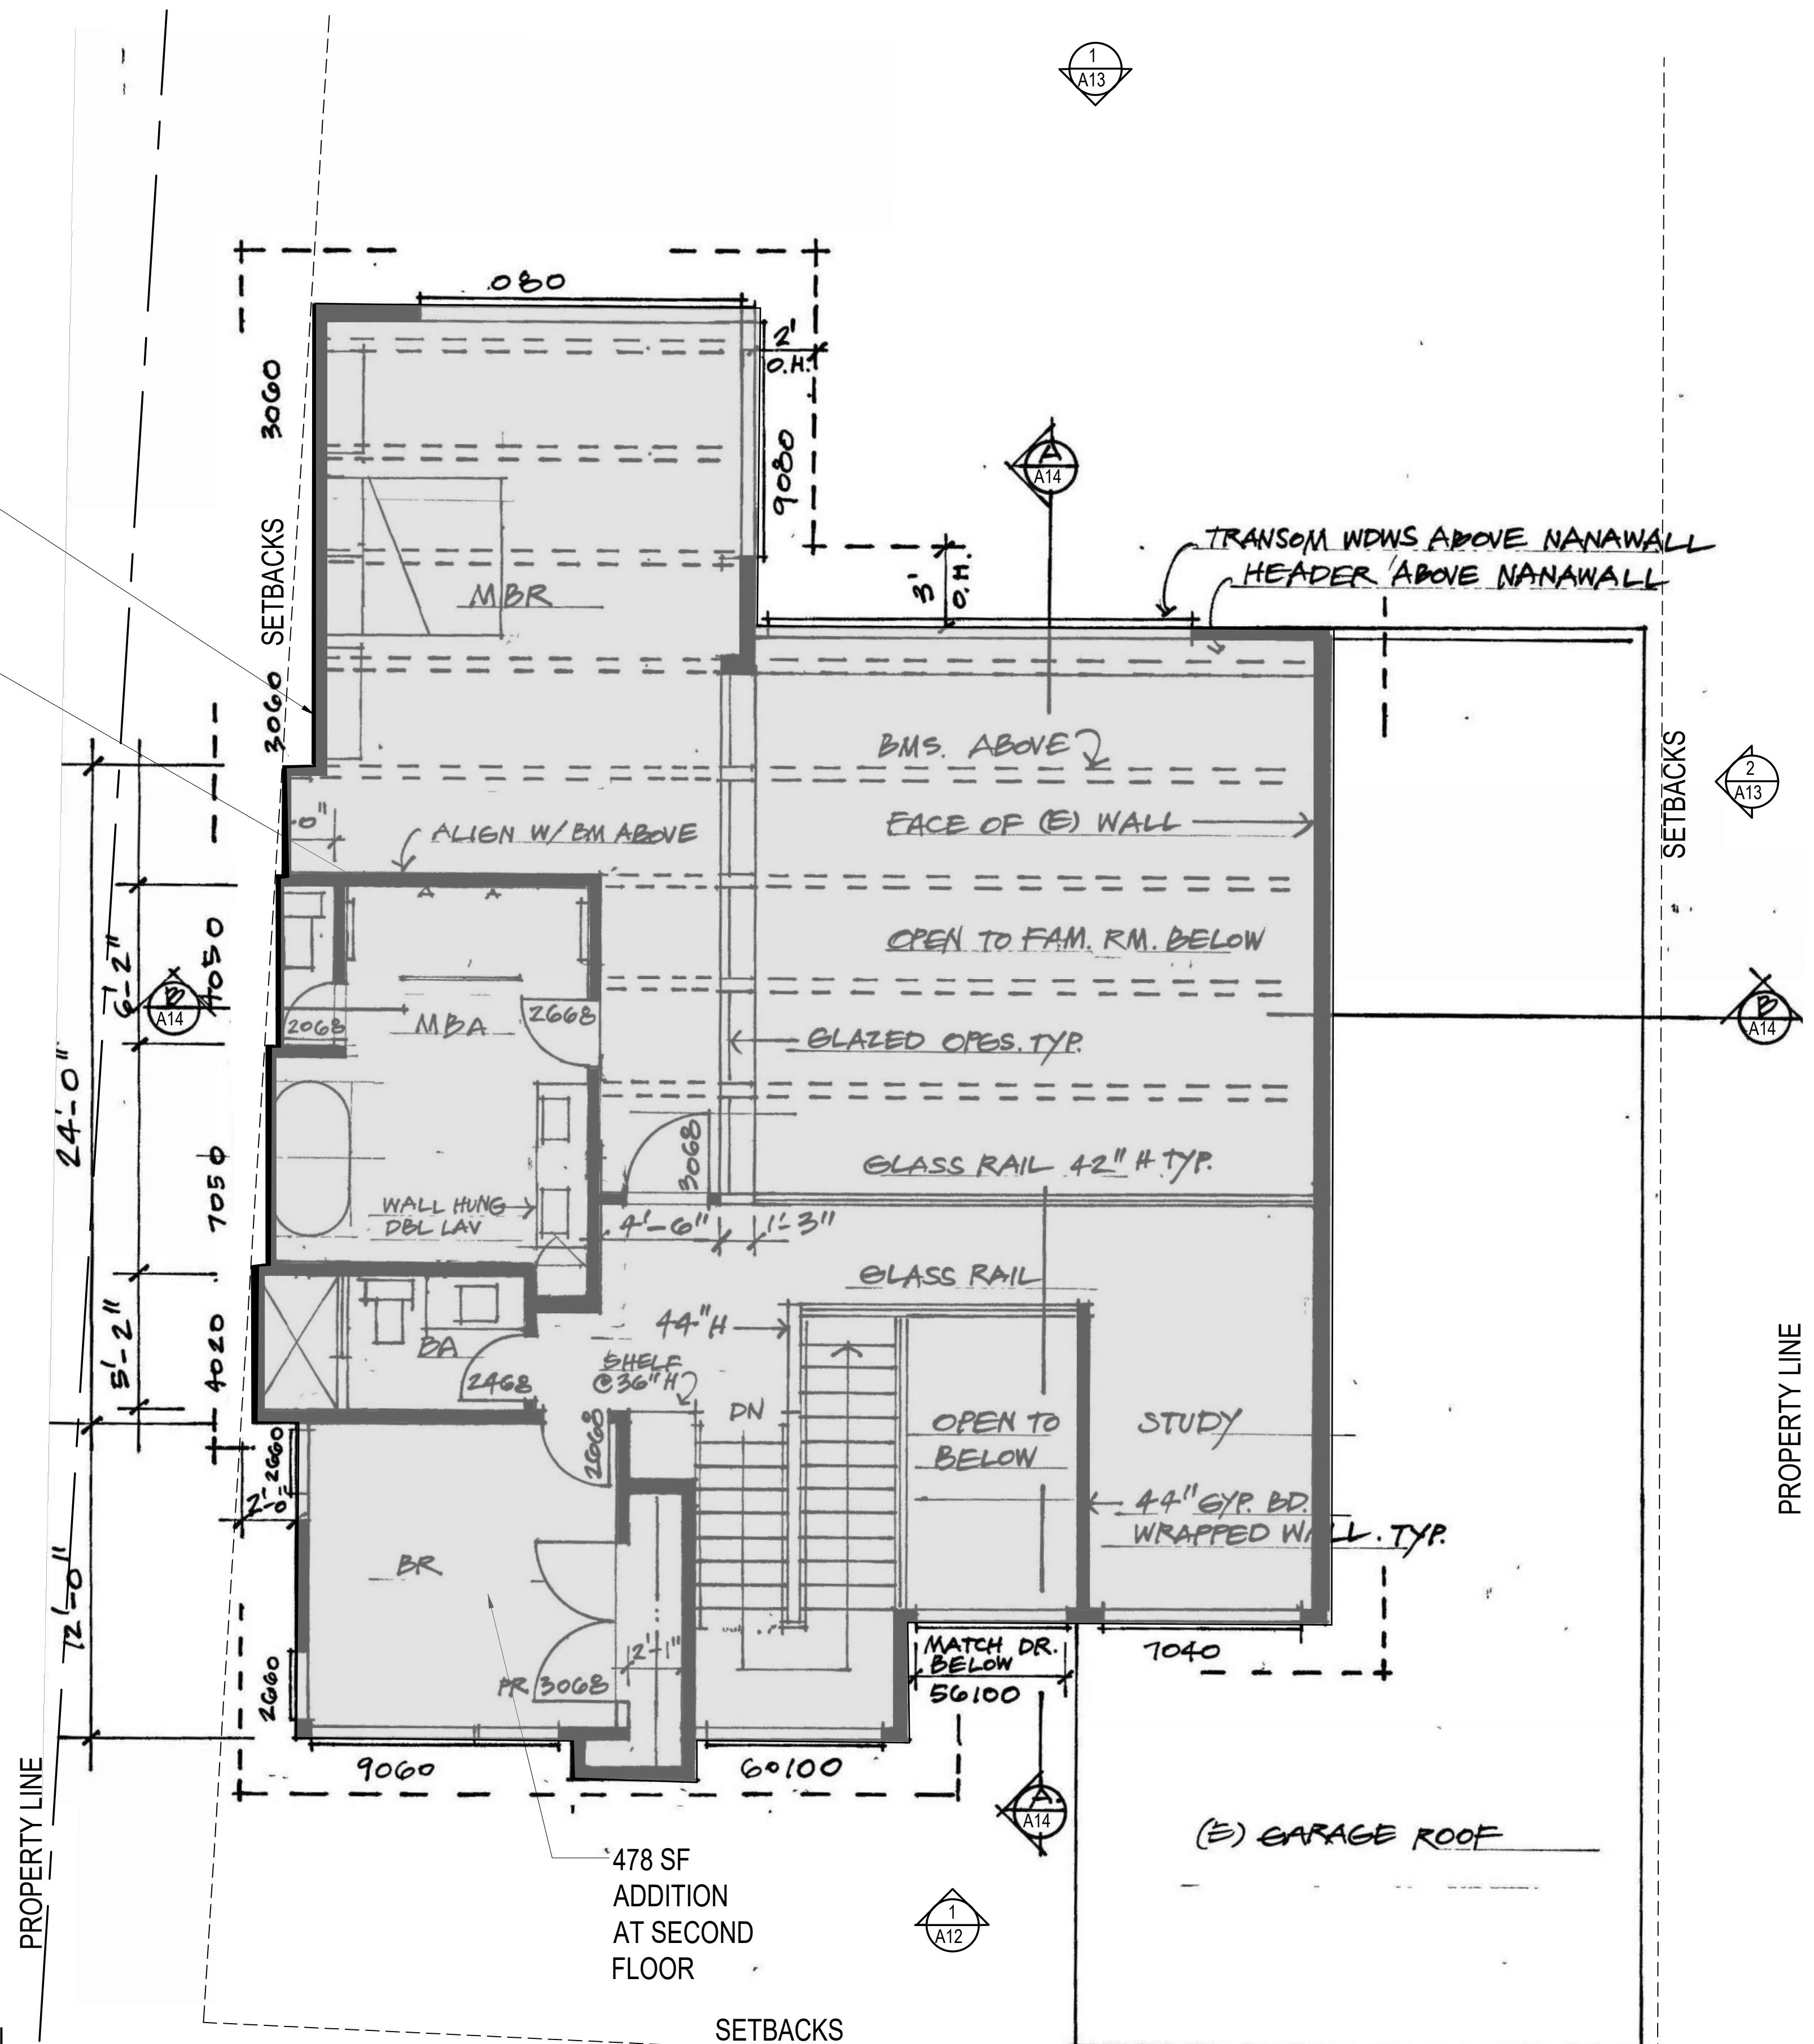 1
A13
.080
2'
O.H.
3060
9080
SETBACKS
A
A14
TRANSOM WDWS ABOVE NANAWALL
HEADER ABOVE NANAWALL
3'
O.H.
MBR
3060
BMS. ABOVE
SETBACKS
2
A13
FACE OF (E) WALL
ALIGN W/ BM ABOVE
OPEN TO FAM. RM. BELOW
6'-2"
4050
B
A14
2068
MBA
2668
GLAZED OPGS. TYP.
B
A14
24'-0"
7050
3068
GLASS RAIL 42" H TYP.
WALL HUNG
DBL LAV
4'-6"
1'-3"
GLASS RAIL
5'-2"
4020
44" H
BA
2468
SHELF
@ 36" H
DN
OPEN TO
BELOW
STUDY
PROPERTY LINE
2660
2'-0"
2668
44" GYP. BD.
WRAPPED WALL. TYP.
BR
12'-0"
2660
PR 3068
2'-1"
MATCH DR.
BELOW
56100
7040
9060
60100
PROPERTY LINE
A
A14
(E) GARAGE ROOF
478 SF
ADDITION
AT SECOND
FLOOR
1
A12
SETBACKS